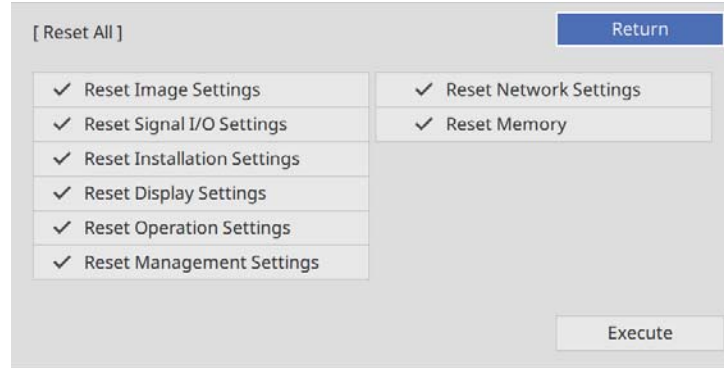 [ Reset All ]
Return
Reset Image Settings
Reset Signal I/O Settings
Reset Installation Settings
Reset Display Settings
Reset Operation Settings
Reset Management Settings
Reset Network Settings
Reset Memory
Execute